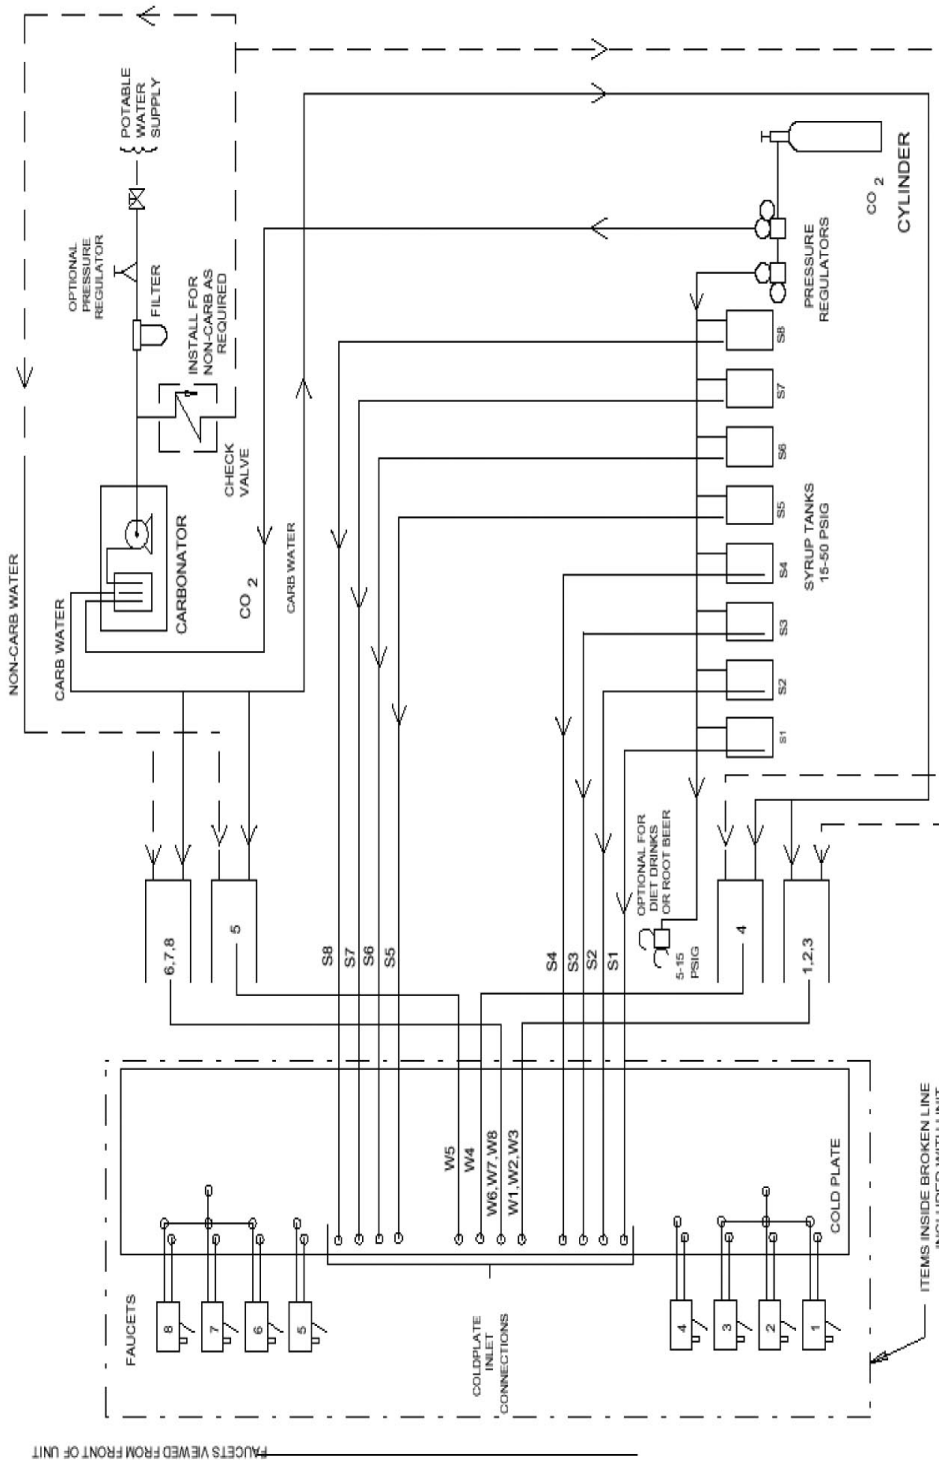 POTABLE
WATER
SUPPLY
OPTIONAL
PRESSURE
REGULATOR
FILTER
INSTALL FOR
NON-CARB AS
REQUIRED
CHECK
VALVE
CARBONATOR
NON-CARB WATER
CARB WATER
CO 2
CARB WATER
CO 2
CYLINDER
PRESSURE
REGULATORS
S8
S7
S6
S5
S4
S3
S2
S1
SYRUP TANKS
15-50 PSIG
OPTIONAL FOR
DIET DRINKS
OR ROOT BEER
5-15
PSIG
6,7,8
5
4
1,2,3
S8
S7
S6
S5
S4
S3
S2
S1
W5
W4
W6,W7,W8
W1,W2,W3
COLD PLATE
FAUCETS
8
7
6
5
4
3
2
1
COLDPLATE
INLET
CONNECTIONS
ITEMS INSIDE BROKEN LINE
INCLUDED WITH UNIT
FAUCETS VIEWED FROM FRONT OF UNIT